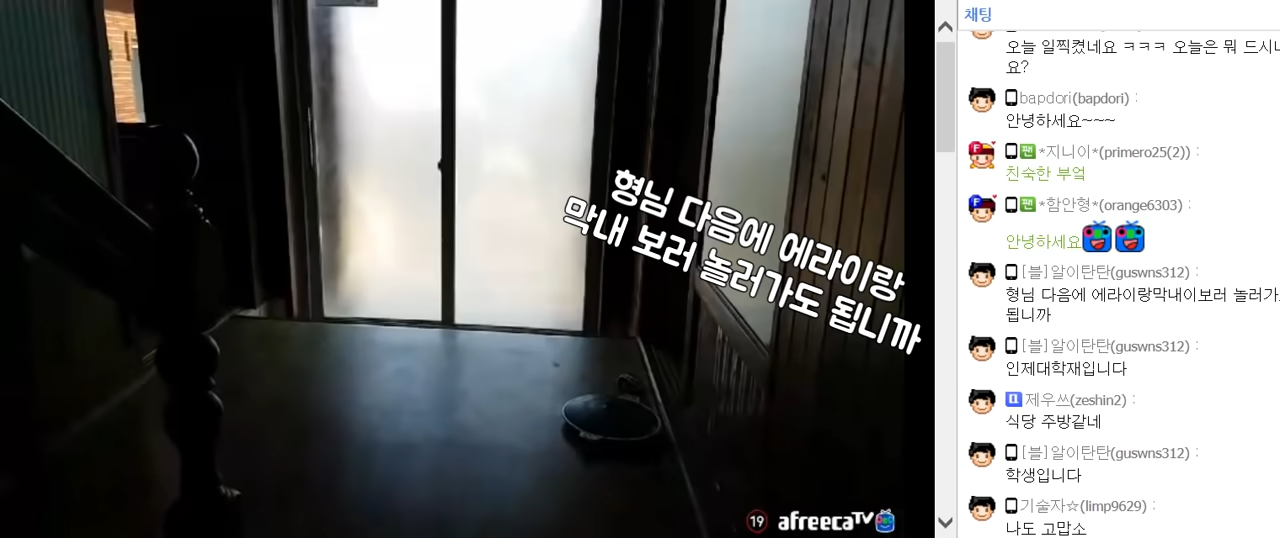 형님 다음에 에라이랑
막내 보러 놀러가도 됩니까
19 afreecaTV
채팅
오늘 일찍켰네요 ㅋㅋㅋ 오늘은 뭐 드시
요?
bapdori(bapdori) :
안녕하세요~~~
팬 *지니이*(primero25(2)) :
친숙한 부엌
팬 *함안형*(orange6303) :
안녕하세요
[블]알이탄탄(guswns312) :
형님 다음에 에라이랑막내이보러 놀러가
됩니까
[블]알이탄탄(guswns312) :
인제대학재입니다
제우쓰(zeshin2) :
식당 주방같네
[블]알이탄탄(guswns312) :
학생입니다
기술자☆(limp9629) :
나도 고맙소